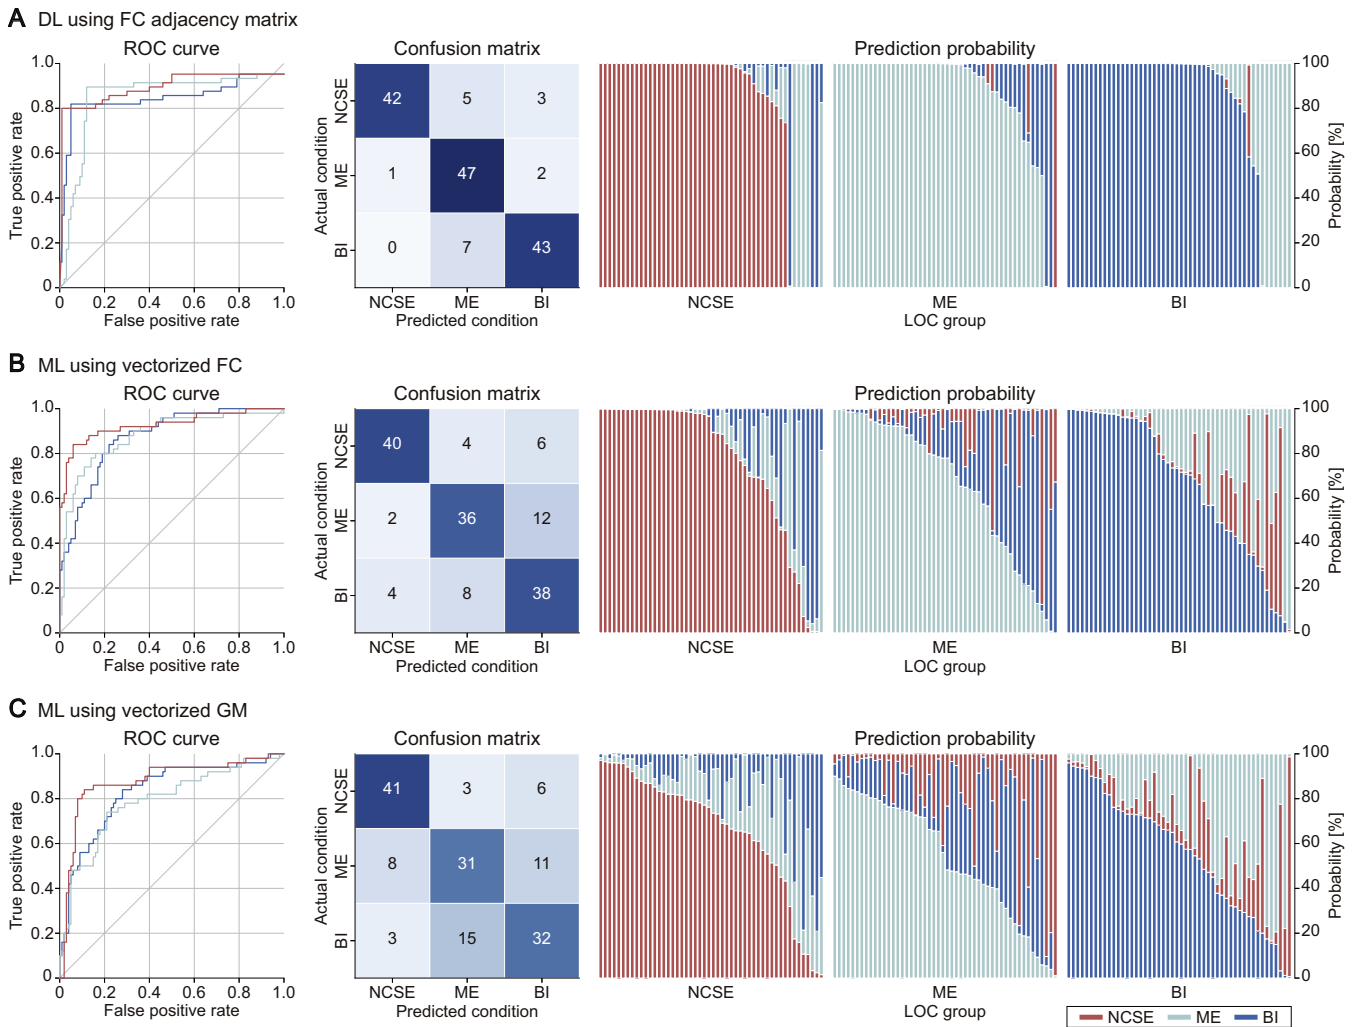 A DL using FC adjacency matrix
ROC curve
1.0
0.8
0.6
0.4
0.2
0
0 0.2 0.4 0.6 0.8 1.0
True positive rate
False positive rate
Confusion matrix
Actual condition
NCSE 42 5 3
ME 1 47 2
BI 0 7 43
NCSE ME BI
Predicted condition
Prediction probability
100
80
60
40
20
0
Probability [%]
NCSE ME BI
LOC group
B ML using vectorized FC
ROC curve
1.0
0.8
0.6
0.4
0.2
0
0 0.2 0.4 0.6 0.8 1.0
True positive rate
False positive rate
Confusion matrix
Actual condition
NCSE 40 4 6
ME 2 36 12
BI 4 8 38
NCSE ME BI
Predicted condition
Prediction probability
100
80
60
40
20
0
Probability [%]
NCSE ME BI
LOC group
C ML using vectorized GM
ROC curve
1.0
0.8
0.6
0.4
0.2
0
0 0.2 0.4 0.6 0.8 1.0
True positive rate
False positive rate
Confusion matrix
Actual condition
NCSE 41 3 6
ME 8 31 11
BI 3 15 32
NCSE ME BI
Predicted condition
Prediction probability
100
80
60
40
20
0
Probability [%]
NCSE ME BI
LOC group
NCSE ME BI